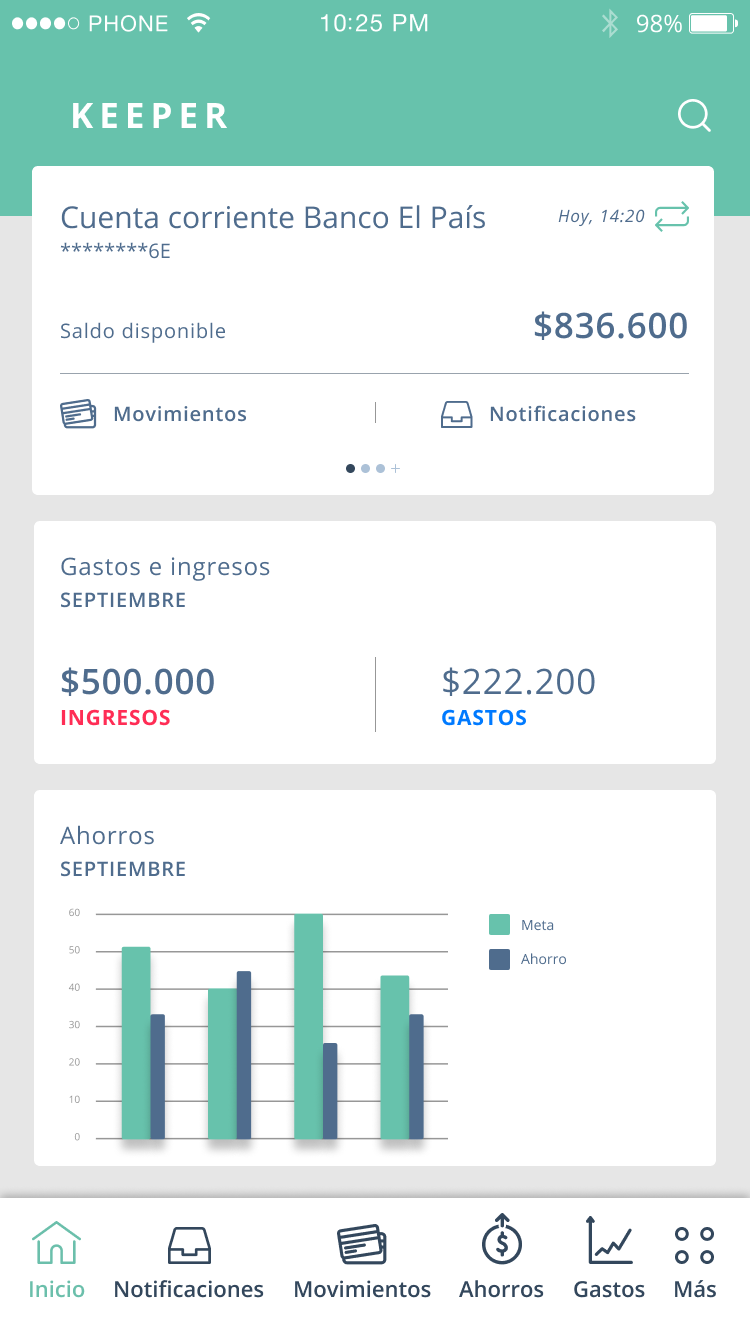 PHONE 10:25 PM 98%
KEEPER
Cuenta corriente Banco El País Hoy, 14:20
********6E
Saldo disponible $836.600
Movimientos Notificaciones
Gastos e ingresos
SEPTIEMBRE
$500.000 $222.200
INGRESOS GASTOS
Ahorros
SEPTIEMBRE
60
Meta
50
Ahorro
40
30
20
10
0
Inicio Notificaciones Movimientos Ahorros Gastos Más